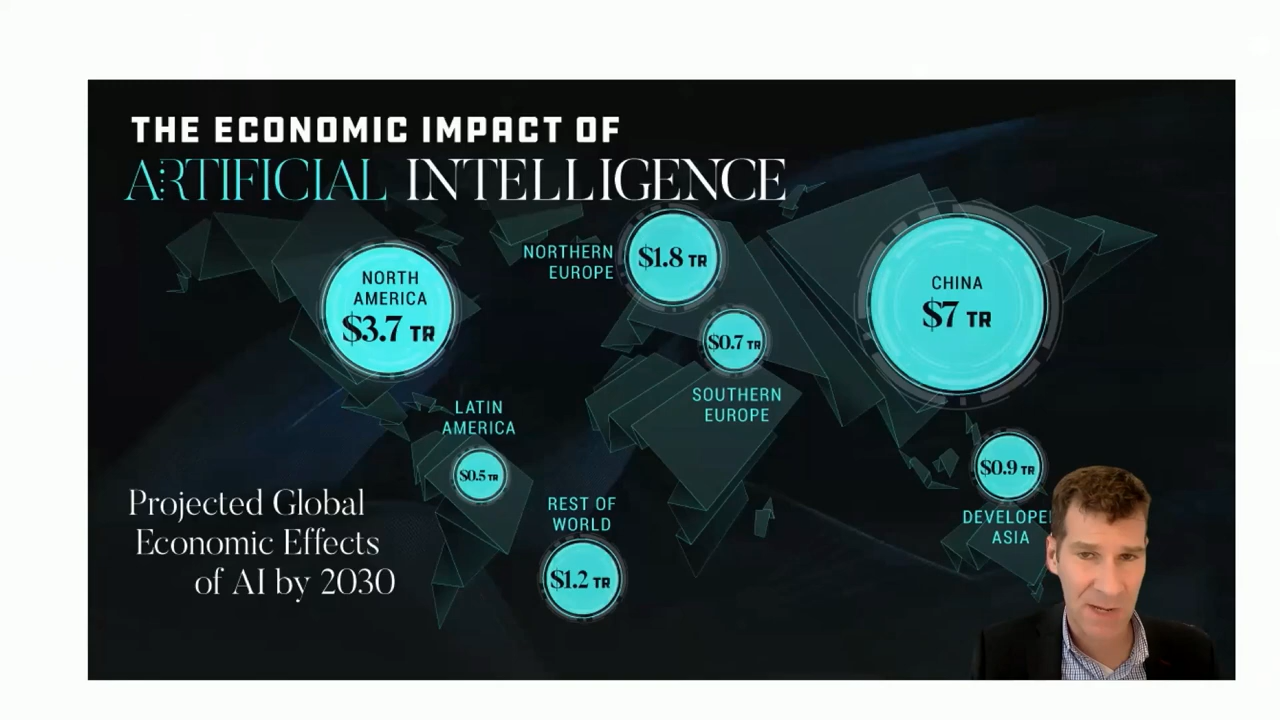 THE ECONOMIC IMPACT OF
ARTIFICIAL INTELLIGENCE
NORTHERN
EUROPE
$1.8 TR
NORTH
AMERICA
$3.7 TR
CHINA
$7 TR
$0.7 TR
SOUTHERN
EUROPE
LATIN
AMERICA
$0.5 TR
$0.9 TR
DEVELOPE
ASIA
REST OF
WORLD
$1.2 TR
Projected Global
Economic Effects
of AI by 2030